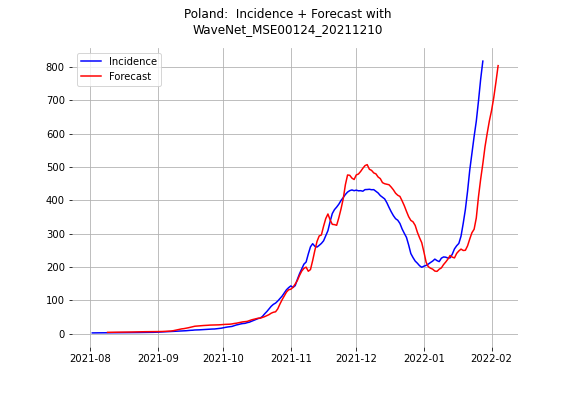 Poland:  Incidence + Forecast with
WaveNet_MSE00124_20211210
Incidence
Forecast
800
700
600
500
400
300
200
100
0
2021-08 2021-09 2021-10 2021-11 2021-12 2022-01 2022-02